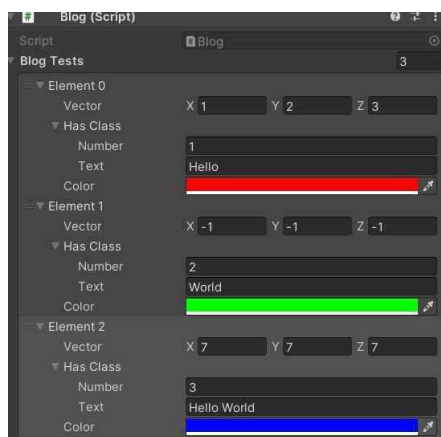 # Blog (Script)
Script Blog
Blog Tests 3
Element 0
Vector X 1 Y 2 Z 3
Has Class
Number 1
Text Hello
Color
Element 1
Vector X -1 Y -1 Z -1
Has Class
Number 2
Text World
Color
Element 2
Vector X 7 Y 7 Z 7
Has Class
Number 3
Text Hello World
Color